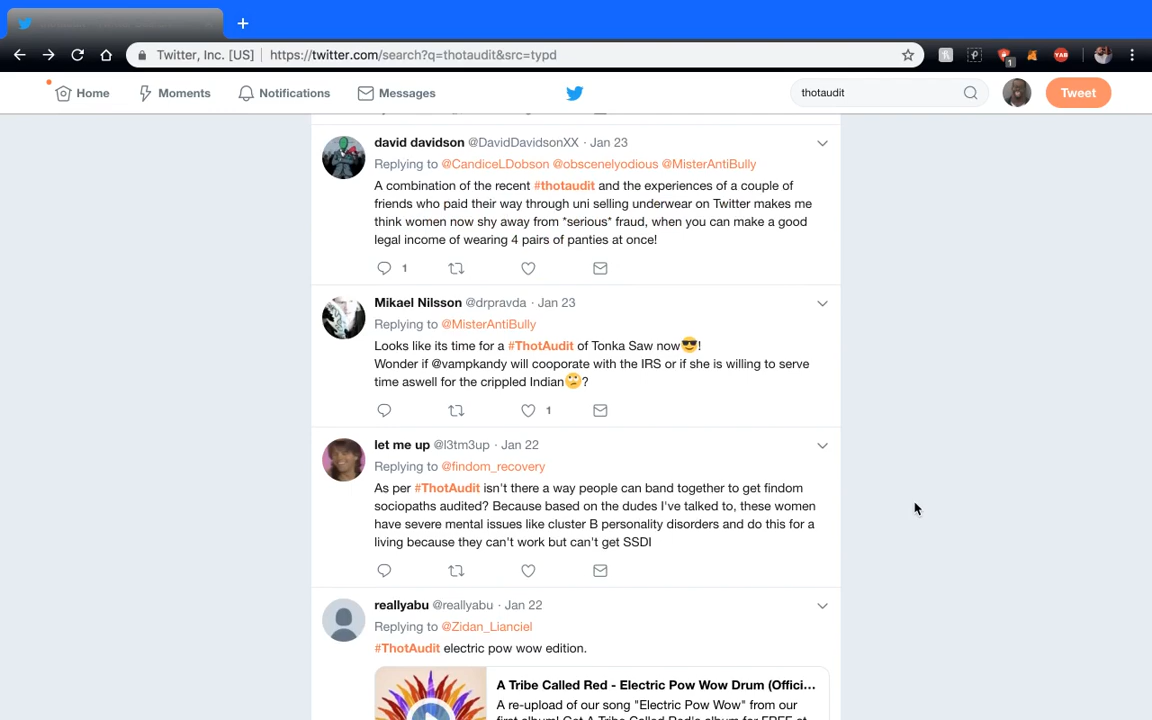 Twitter, Inc. [US]
https://twitter.com/search?q=thotaudit&src=typd
1
YAB
Home
Moments
Notifications
Messages
thotaudit
Tweet
david davidson @DavidDavidsonXX · Jan 23
Replying to @CandiceLDobson @obscenelyodious @MisterAntiBully
A combination of the recent #thotaudit and the experiences of a couple of
friends who paid their way through uni selling underwear on Twitter makes me
think women now shy away from *serious* fraud, when you can make a good
legal income of wearing 4 pairs of panties at once!
1
Mikael Nilsson @drpravda · Jan 23
Replying to @MisterAntiBully
Looks like its time for a #ThotAudit of Tonka Saw now😎!
Wonder if @vampkandy will cooporate with the IRS or if she is willing to serve
time aswell for the crippled Indian🙄?
1
let me up @l3tm3up · Jan 22
Replying to @findom_recovery
As per #ThotAudit isn't there a way people can band together to get findom
sociopaths audited? Because based on the dudes I've talked to, these women
have severe mental issues like cluster B personality disorders and do this for a
living because they can't work but can't get SSDI
reallyabu @reallyabu · Jan 22
Replying to @Zidan_Lianciel
#ThotAudit electric pow wow edition.
A Tribe Called Red - Electric Pow Wow Drum (Offici...
A re-upload of our song "Electric Pow Wow" from our
first album! Get A Tribe Called Red's album for FREE at